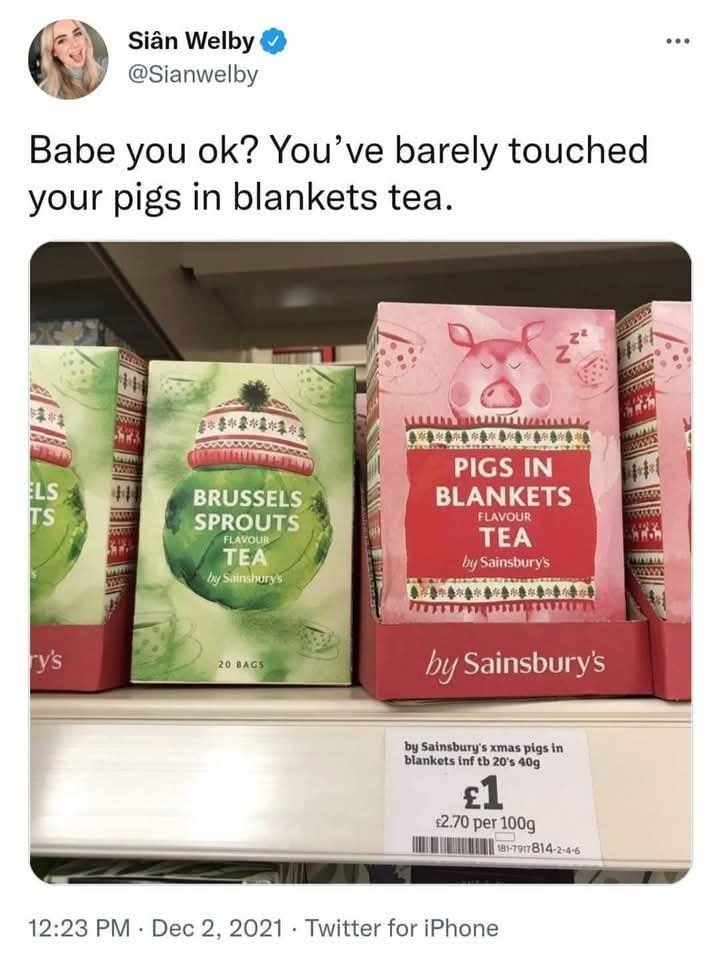 Siân Welby
@Sianwelby
Babe you ok? You've barely touched
your pigs in blankets tea.
ELS
TS
ry's
BRUSSELS
SPROUTS
FLAVOUR
TEA
by Sainsbury's
20 BAGS
zzz
PIGS IN
BLANKETS
FLAVOUR
TEA
by Sainsbury's
by Sainsbury's
by Sainsbury's xmas pigs in
blankets inf tb 20's 40g
£1
£2.70 per 100g
181-7917814-2-4-6
12:23 PM · Dec 2, 2021 · Twitter for iPhone